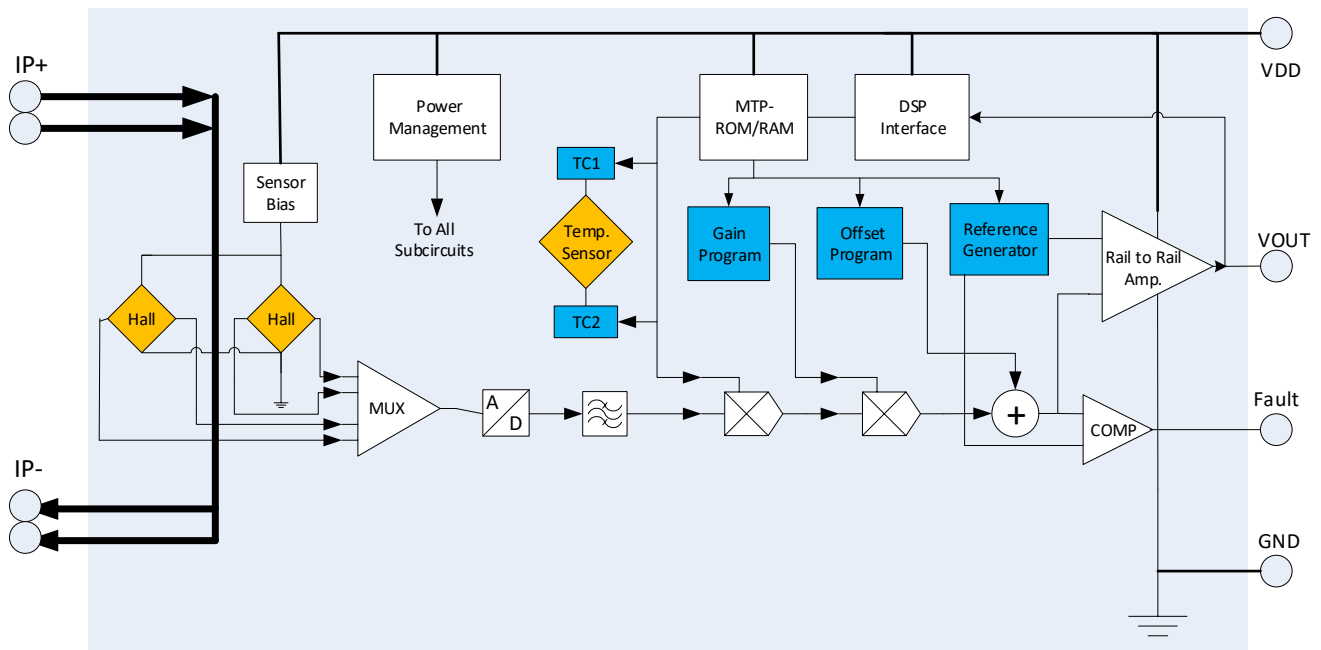 IP+
VDD
Power
Management
MTP-
ROM/RAM
DSP
Interface
TC1
Sensor
Bias
To All
Subcircuits
Temp.
Sensor
Gain
Program
Offset
Program
Reference
Generator
Rail to Rail
Amp.
VOUT
Hall
Hall
TC2
MUX
A
D
+
COMP
Fault
IP-
GND